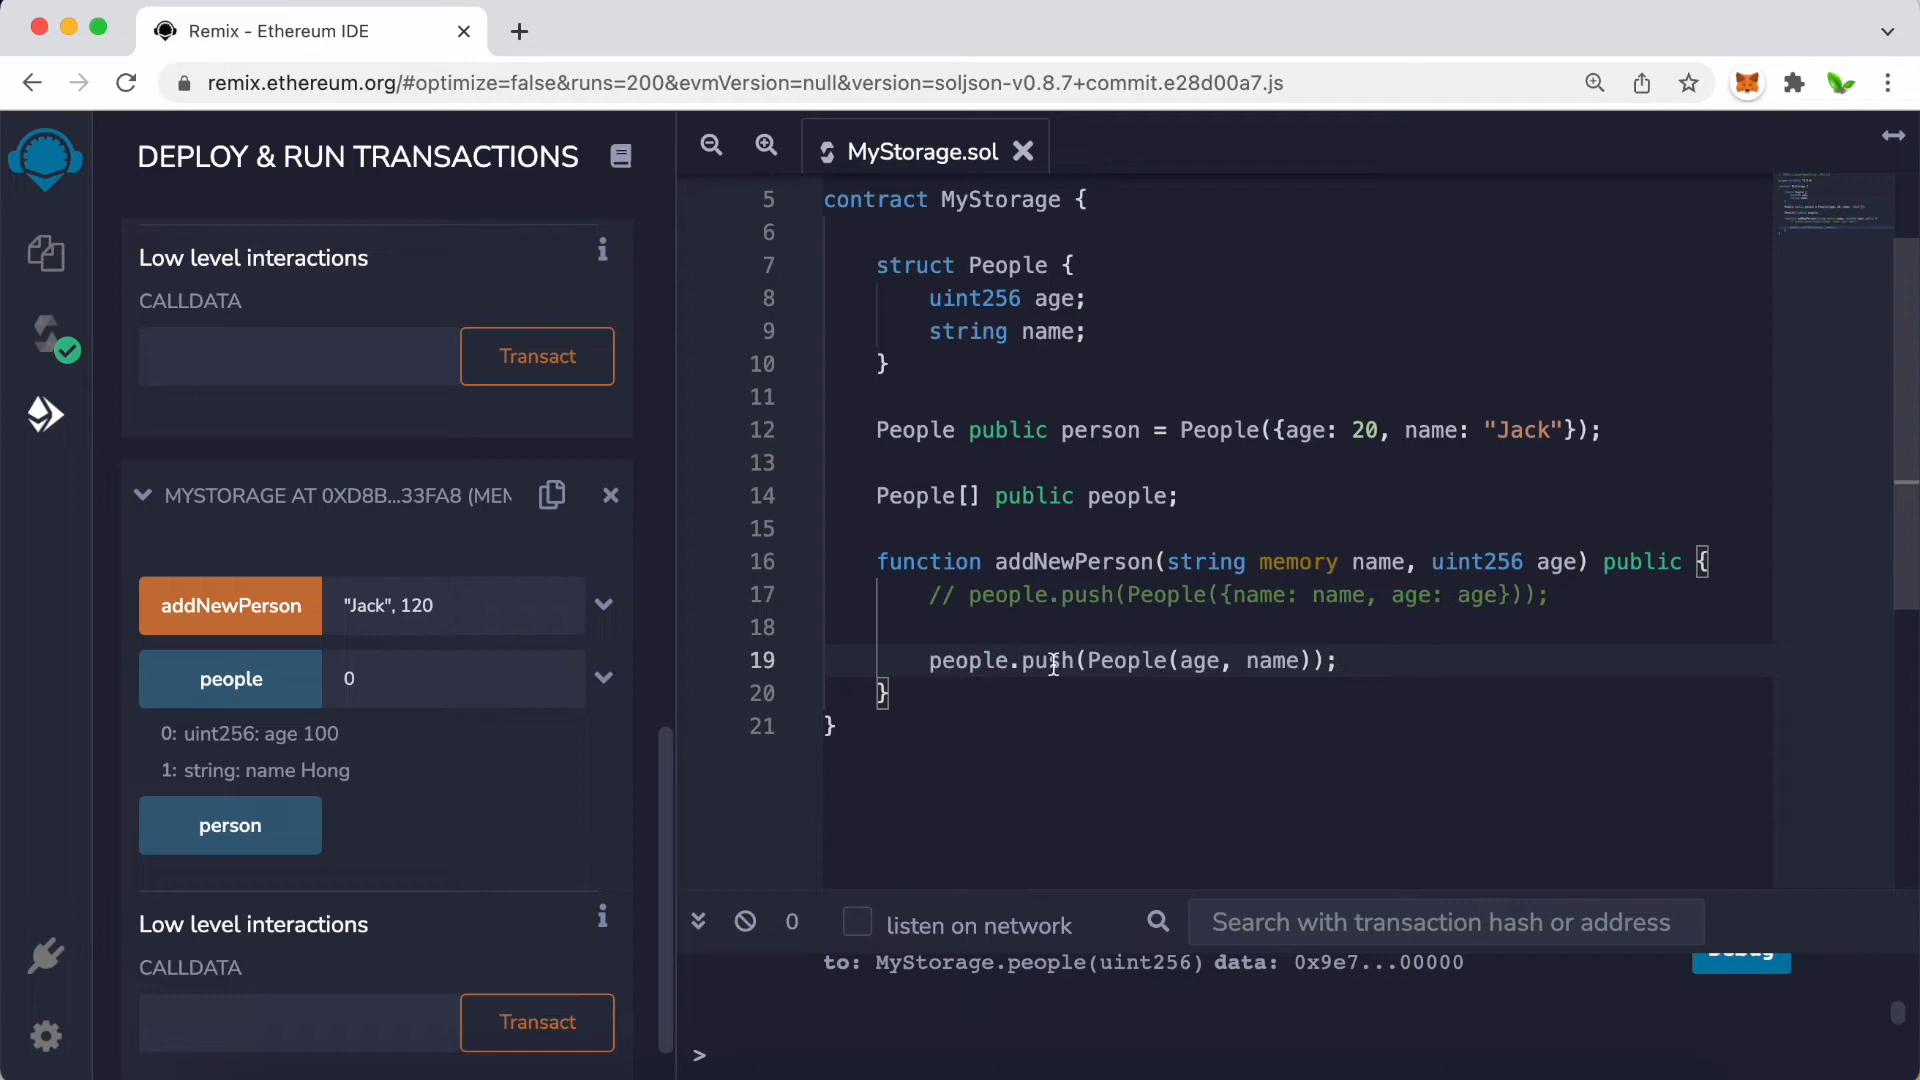 Remix - Ethereum IDE
remix.ethereum.org/#optimize=false&runs=200&evmVersion=null&version=soljson-v0.8.7+commit.e28d00a7.js
DEPLOY & RUN TRANSACTIONS
Low level interactions
CALLDATA
Transact
MYSTORAGE AT 0XD8B...33FA8 (MEM
addNewPerson "Jack", 120
people 0
0: uint256: age 100
1: string: name Hong
person
Low level interactions
CALLDATA
Transact
MyStorage.sol
5 contract MyStorage {
6
7 struct People {
8 uint256 age;
9 string name;
10 }
11
12 People public person = People({age: 20, name: "Jack"});
13
14 People[] public people;
15
16 function addNewPerson(string memory name, uint256 age) public {
17 // people.push(People({name: name, age: age}));
18
19 people.push(People(age, name));
20 }
21 }
0 listen on network Search with transaction hash or address
to: MyStorage.people(uint256) data: 0x9e7...00000 Debug
>